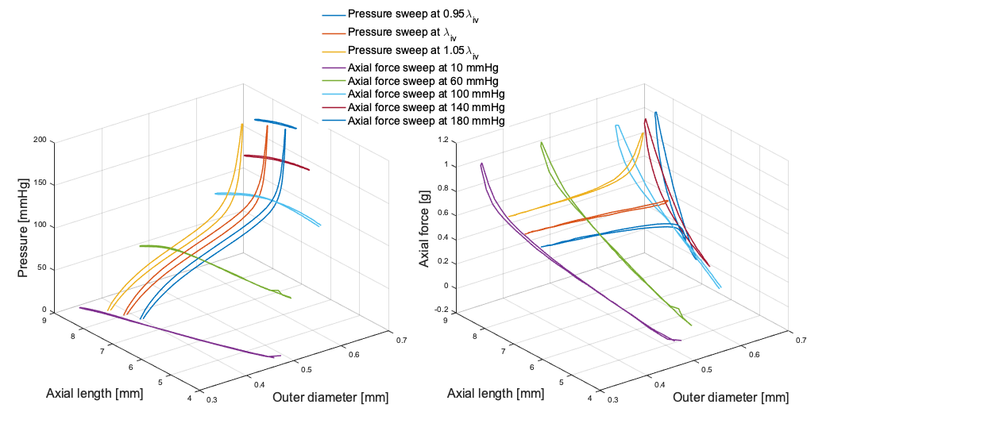 Pressure sweep at 0.95λiv
Pressure sweep at λiv
Pressure sweep at 1.05λiv
Axial force sweep at 10 mmHg
Axial force sweep at 60 mmHg
Axial force sweep at 100 mmHg
Axial force sweep at 140 mmHg
Axial force sweep at 180 mmHg
Pressure [mmHg]
200
150
100
50
0
9
8
7
6
5
4
Axial length [mm]
0.3
0.4
0.5
0.6
0.7
Outer diameter [mm]
Axial force [g]
1.2
1
0.8
0.6
0.4
0.2
0
-0.2
9
8
7
6
5
4
Axial length [mm]
0.3
0.4
0.5
0.6
0.7
Outer diameter [mm]